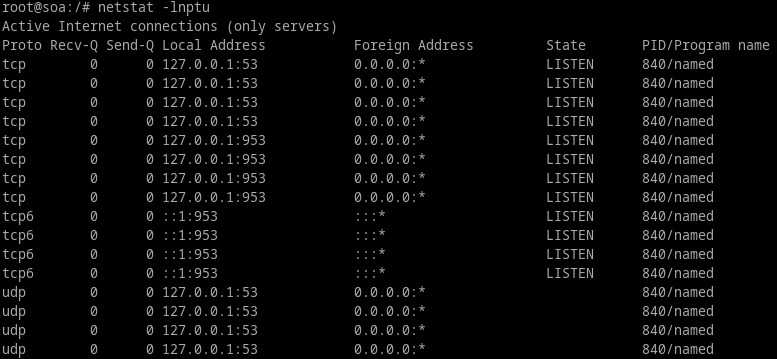 root@soa:/# netstat -lnptu
Active Internet connections (only servers)
Proto Recv-Q Send-Q Local Address           Foreign Address         State       PID/Program name
tcp        0      0 127.0.0.1:53            0.0.0.0:*               LISTEN      840/named
tcp        0      0 127.0.0.1:53            0.0.0.0:*               LISTEN      840/named
tcp        0      0 127.0.0.1:53            0.0.0.0:*               LISTEN      840/named
tcp        0      0 127.0.0.1:53            0.0.0.0:*               LISTEN      840/named
tcp        0      0 127.0.0.1:953           0.0.0.0:*               LISTEN      840/named
tcp        0      0 127.0.0.1:953           0.0.0.0:*               LISTEN      840/named
tcp        0      0 127.0.0.1:953           0.0.0.0:*               LISTEN      840/named
tcp        0      0 127.0.0.1:953           0.0.0.0:*               LISTEN      840/named
tcp6       0      0 ::1:953                 :::*                    LISTEN      840/named
tcp6       0      0 ::1:953                 :::*                    LISTEN      840/named
tcp6       0      0 ::1:953                 :::*                    LISTEN      840/named
tcp6       0      0 ::1:953                 :::*                    LISTEN      840/named
udp        0      0 127.0.0.1:53            0.0.0.0:*                           840/named
udp        0      0 127.0.0.1:53            0.0.0.0:*                           840/named
udp        0      0 127.0.0.1:53            0.0.0.0:*                           840/named
udp        0      0 127.0.0.1:53            0.0.0.0:*                           840/named